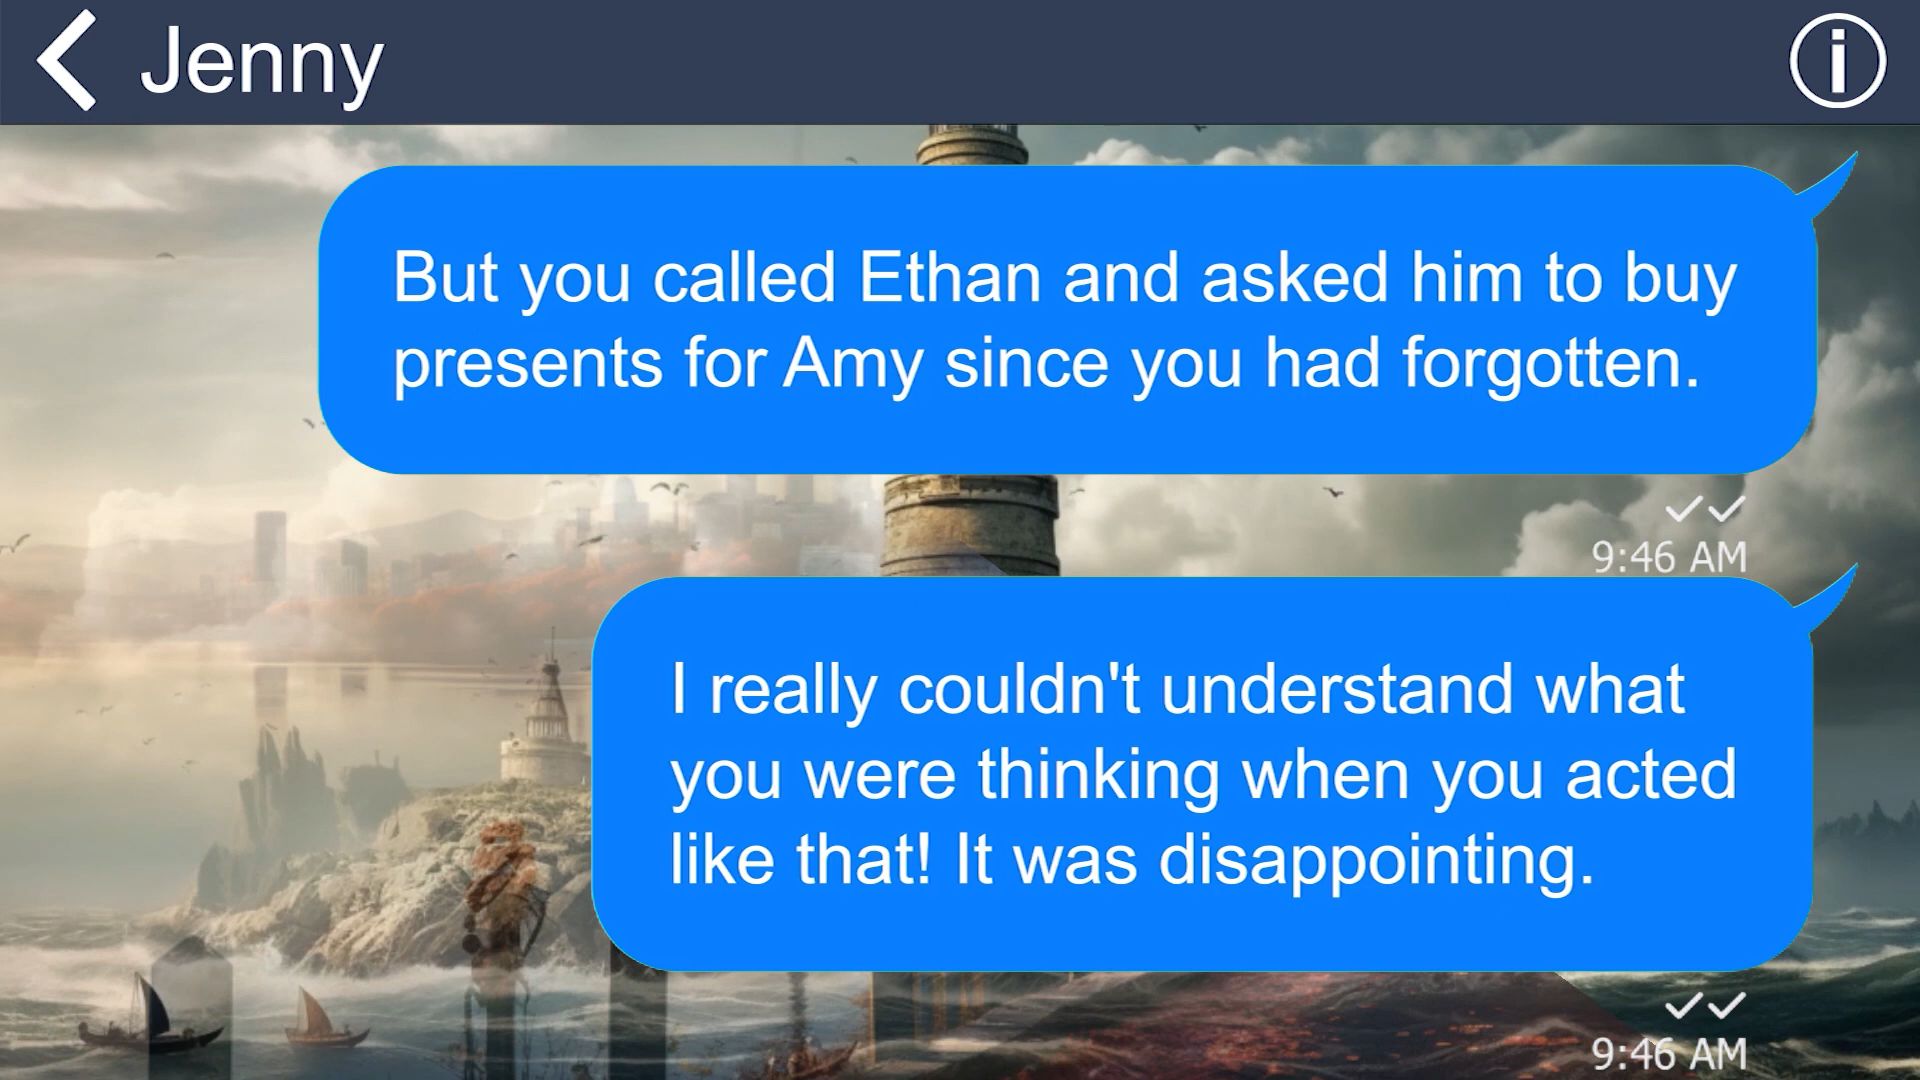 Jenny
But you called Ethan and asked him to buy
presents for Amy since you had forgotten.
9:46 AM
I really couldn't understand what
you were thinking when you acted
like that! It was disappointing.
9:46 AM